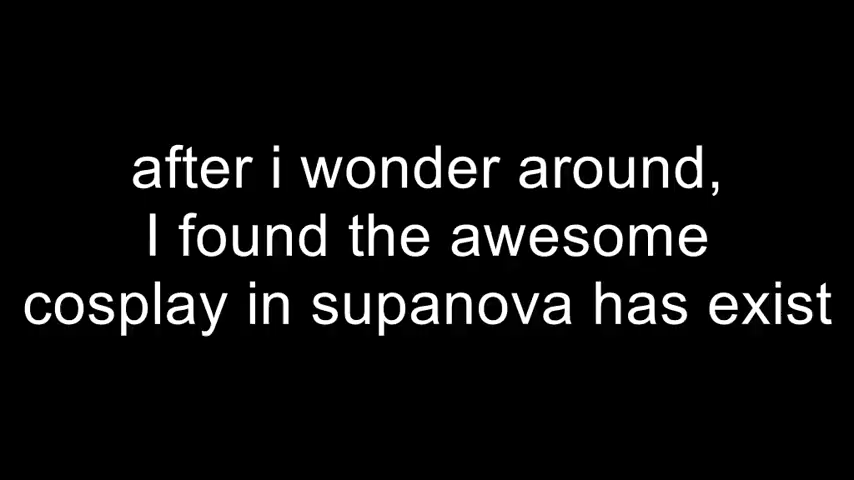 after i wonder around,
I found the awesome
cosplay in supanova has exist